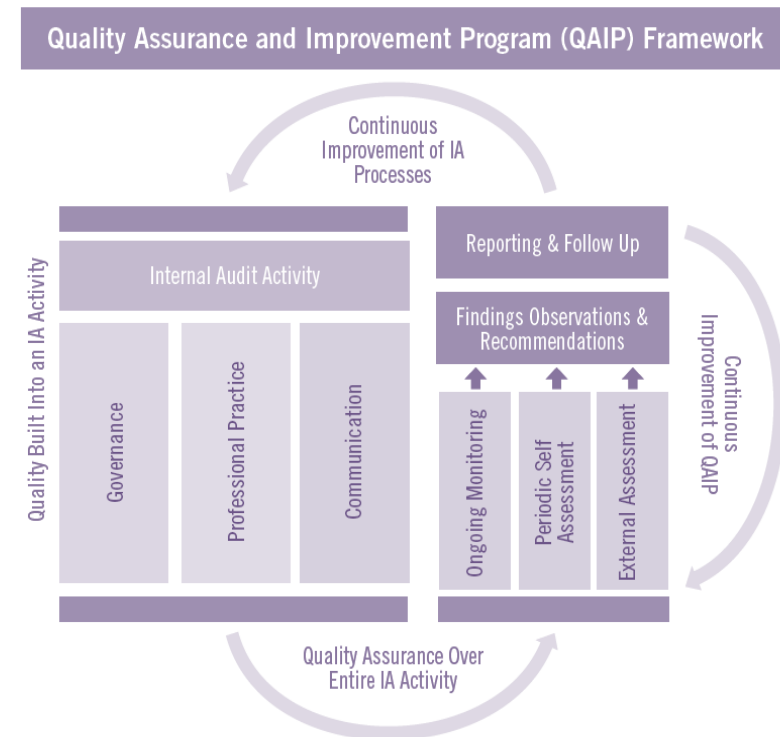 Quality Assurance and Improvement Program (QAIP) Framework
Continuous
Improvement of IA
Processes
Quality Built Into an IA Activity
Internal Audit Activity
Governance
Professional Practice
Communication
Reporting & Follow Up
Findings Observations &
Recommendations
Ongoing Monitoring
Periodic Self
Assessment
External Assessment
Continuous
Improvement of QAIP
Quality Assurance Over
Entire IA Activity